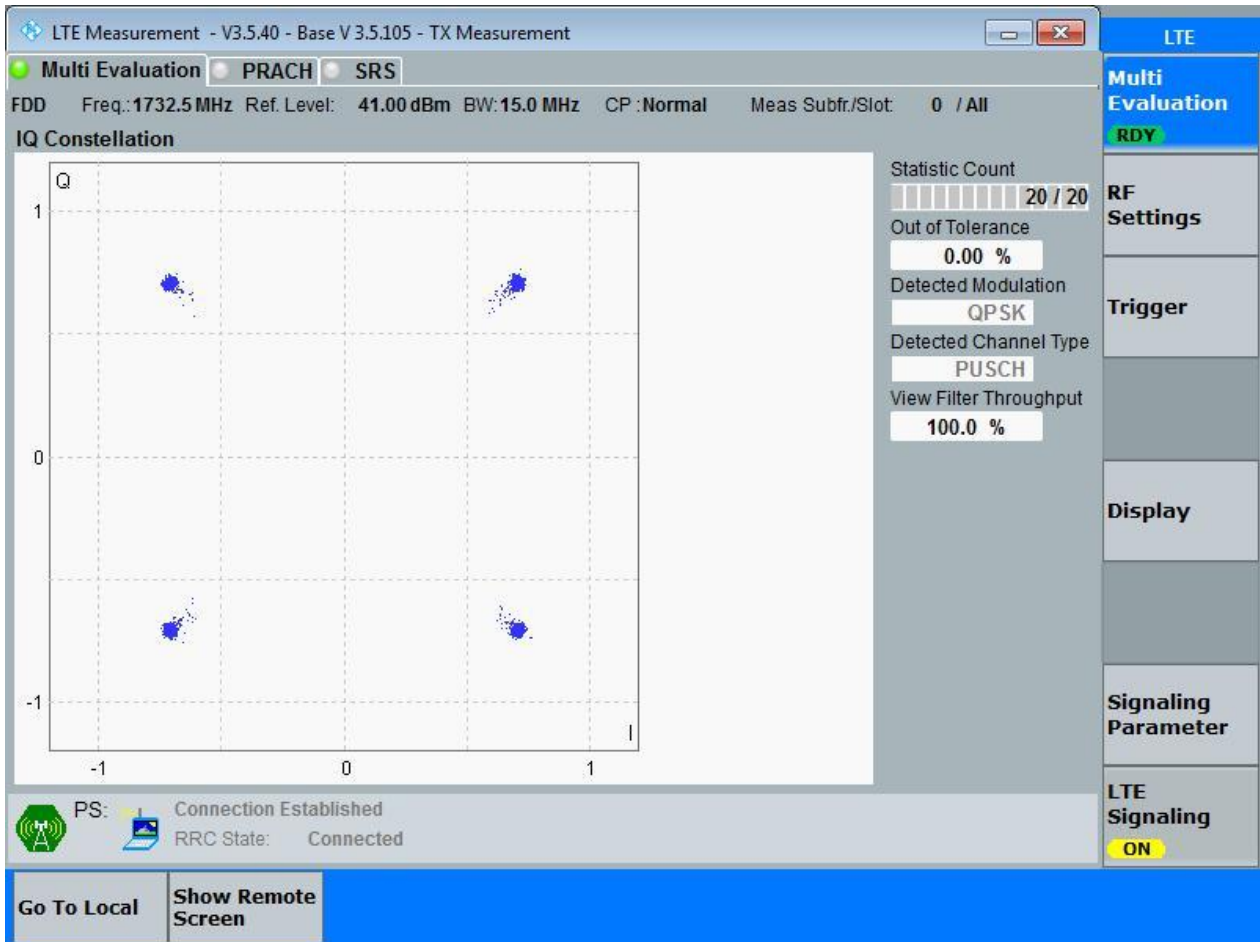 LTE Measurement - V3.5.40 - Base V 3.5.105 - TX Measurement
LTE
Multi Evaluation PRACH SRS
FDD Freq.: 1732.5 MHz Ref. Level: 41.00 dBm BW: 15.0 MHz CP : Normal Meas Subfr./Slot: 0 / All
IQ Constellation
Q
1
0
-1
I
-1 0 1
Statistic Count
20 / 20
Out of Tolerance
0.00 %
Detected Modulation
QPSK
Detected Channel Type
PUSCH
View Filter Throughput
100.0 %
Multi
Evaluation
RDY
RF
Settings
Trigger
Display
Signaling
Parameter
LTE
Signaling
ON
PS: Connection Established
RRC State: Connected
Go To Local
Show Remote
Screen